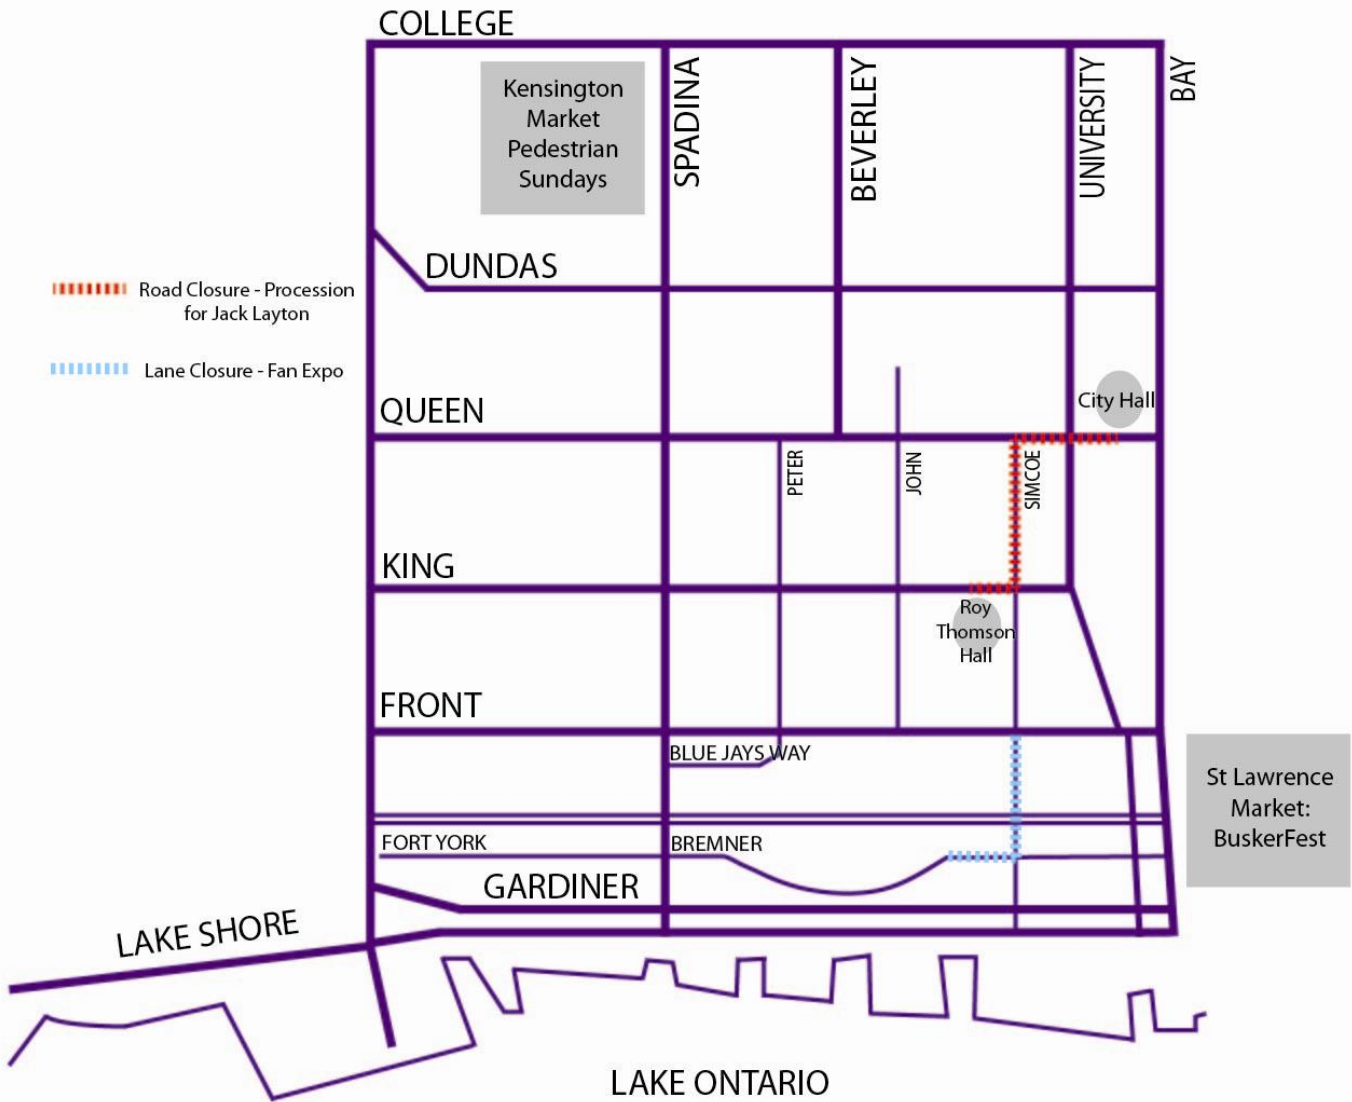 COLLEGE
Kensington
Market
Pedestrian
Sundays
SPADINA
BEVERLEY
UNIVERSITY
BAY
DUNDAS
Road Closure - Procession
for Jack Layton
Lane Closure - Fan Expo
City Hall
QUEEN
PETER
JOHN
SIMCOE
KING
Roy
Thomson
Hall
FRONT
BLUE JAYS WAY
St Lawrence
Market:
BuskerFest
FORT YORK
BREMNER
GARDINER
LAKE SHORE
LAKE ONTARIO